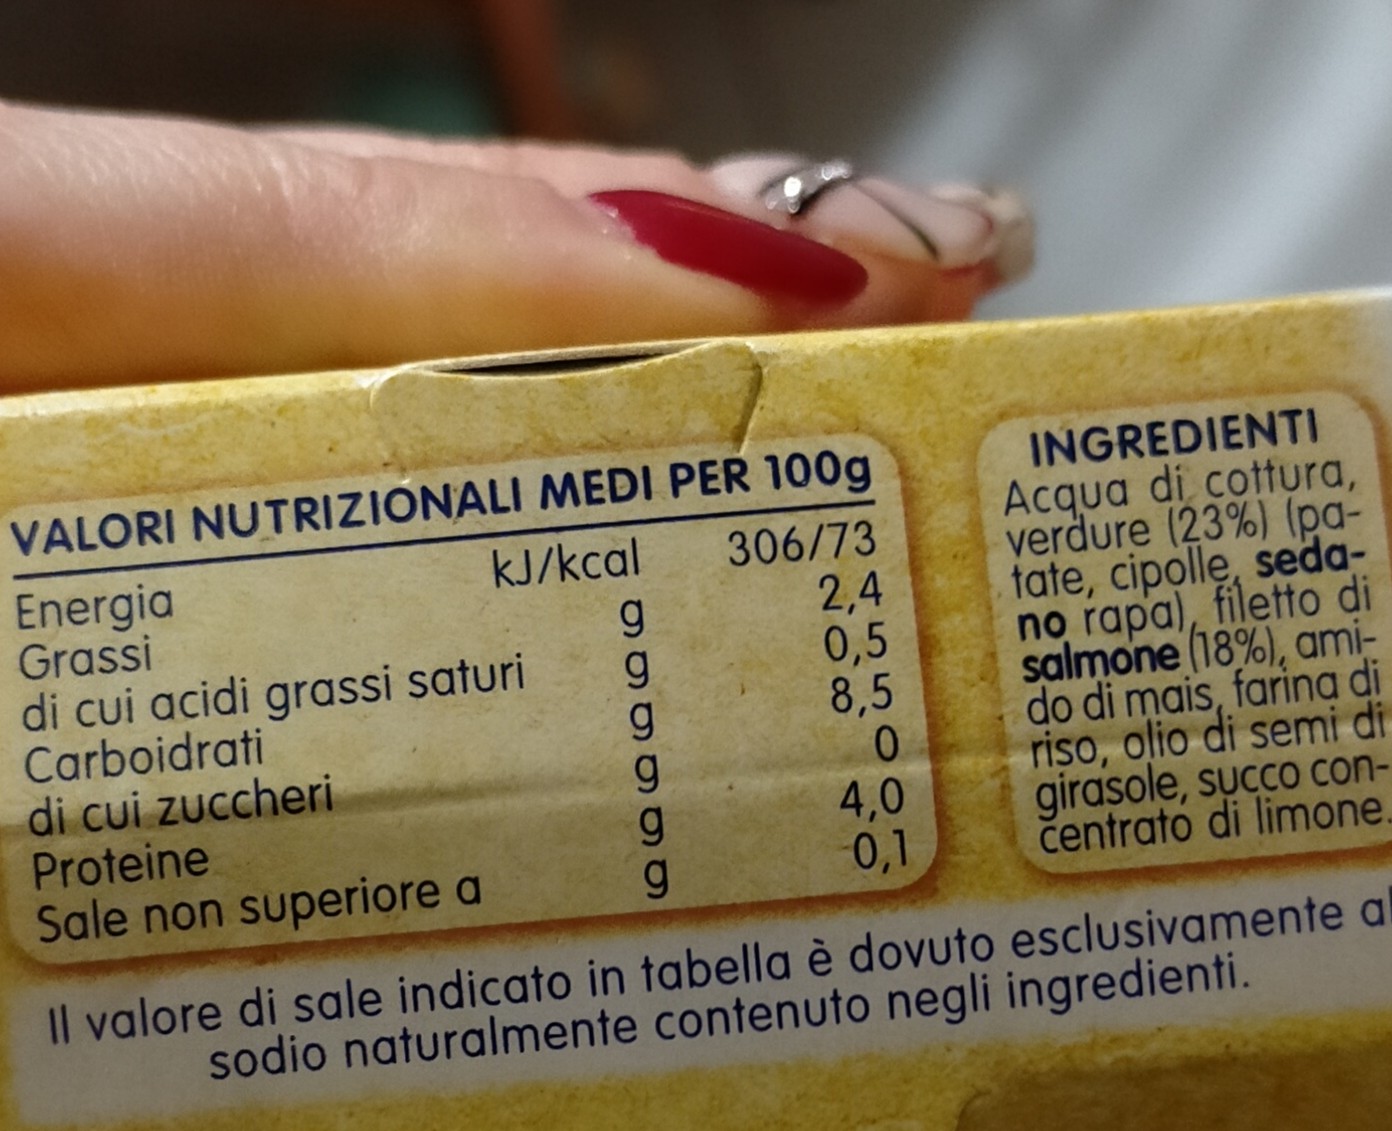 VALORI NUTRIZIONALI MEDI PER 100g
Energia kJ/kcal 306/73
Grassi g 2,4
di cui acidi grassi saturi g 0,5
Carboidrati g 8,5
di cui zuccheri g 0
Proteine g 4,0
Sale non superiore a g 0,1
INGREDIENTI
Acqua di cottura,
verdure (23%) (pa-
tate, cipolle, seda-
no rapa), filetto di
salmone (18%), ami-
do di mais, farina di
riso, olio di semi di
girasole, succo con-
centrato di limone.
Il valore di sale indicato in tabella è dovuto esclusivamente al
sodio naturalmente contenuto negli ingredienti.